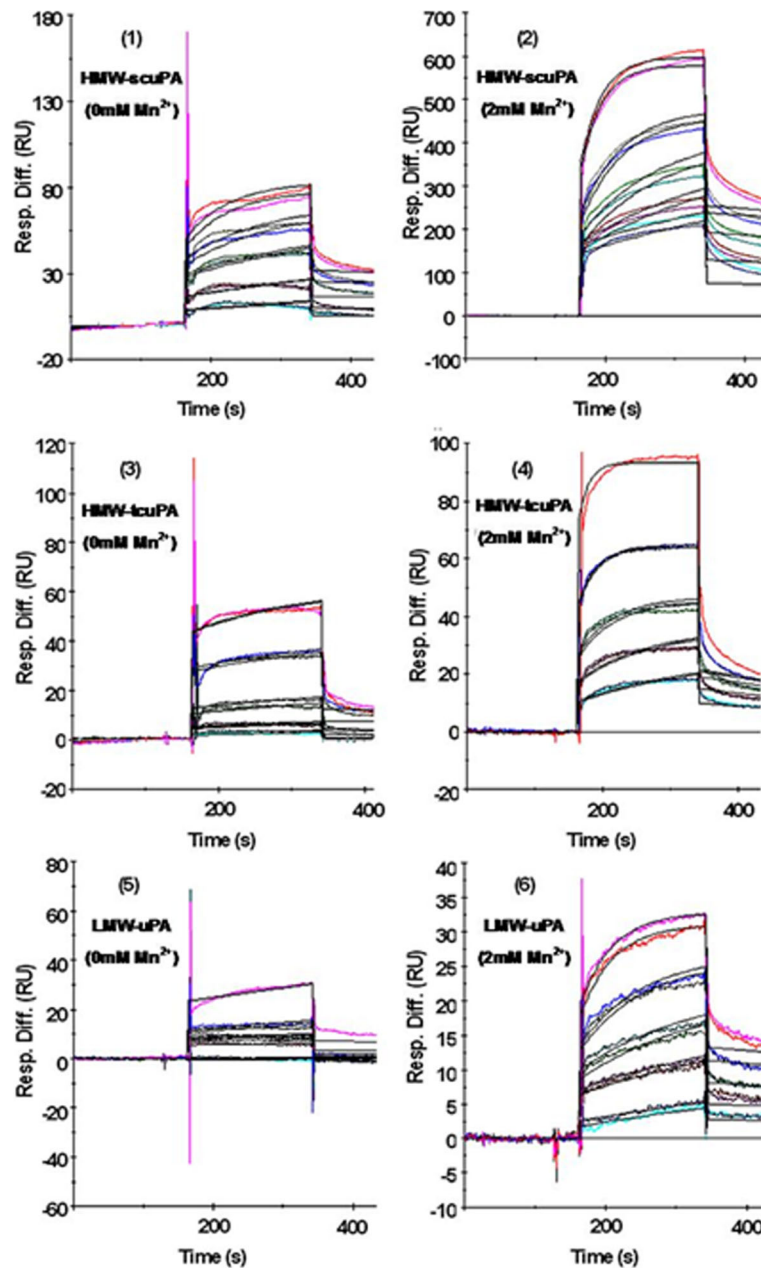 (1)
HMW-scuPA
(0mM Mn²⁺)
Resp. Diff. (RU)
180
130
80
30
-20
200
400
Time (s)
(2)
HMW-scuPA
(2mM Mn²⁺)
Resp. Diff. (RU)
700
600
500
400
300
200
100
0
-100
200
400
Time (s)
(3)
HMW-tcuPA
(0mM Mn²⁺)
Resp. Diff. (RU)
120
100
80
60
40
20
0
-20
200
400
Time (s)
(4)
HMW-tcuPA
(2mM Mn²⁺)
Resp. Diff. (RU)
100
80
60
40
20
0
-20
200
400
Time (s)
(5)
LMW-uPA
(0mM Mn²⁺)
Resp. Diff. (RU)
80
60
40
20
0
-20
-40
-60
200
400
Time (s)
(6)
LMW-uPA
(2mM Mn²⁺)
Resp. Diff. (RU)
40
35
30
25
20
15
10
5
0
-5
-10
200
400
Time (s)